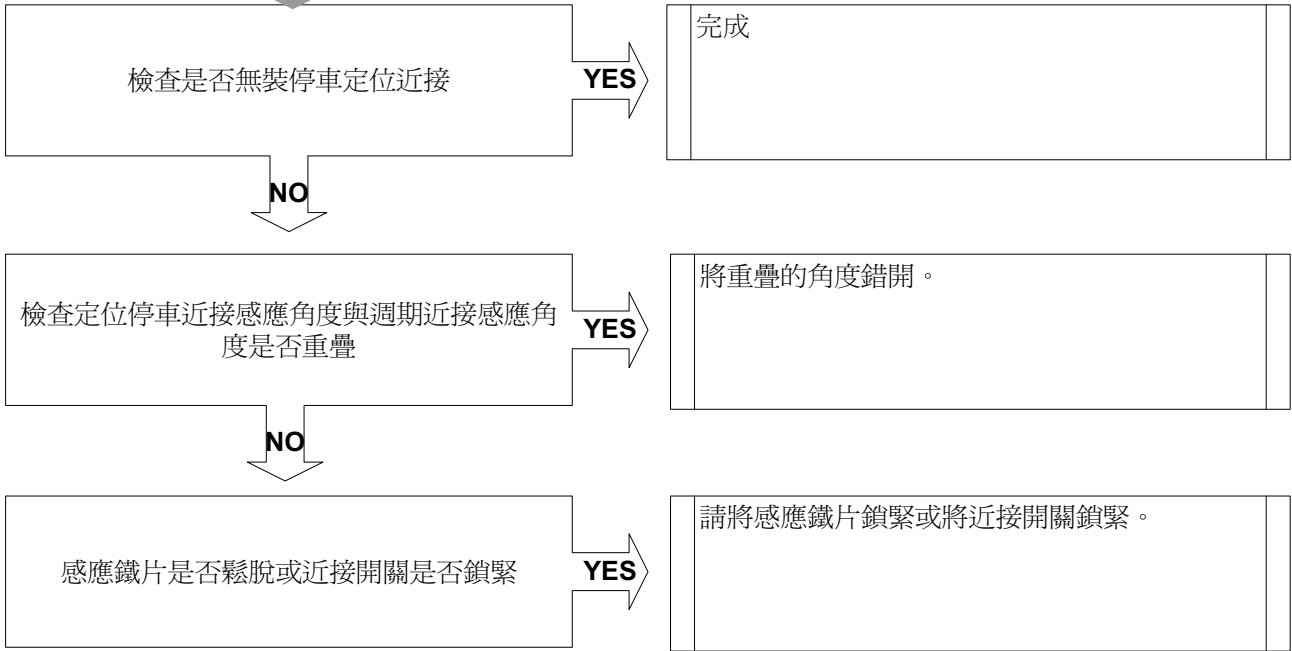 檢查是否無裝停車定位近接
YES
完成
NO
檢查定位停車近接感應角度與週期近接感應角
度是否重疊
YES
將重疊的角度錯開。
NO
感應鐵片是否鬆脫或近接開關是否鎖緊
YES
請將感應鐵片鎖緊或將近接開關鎖緊。